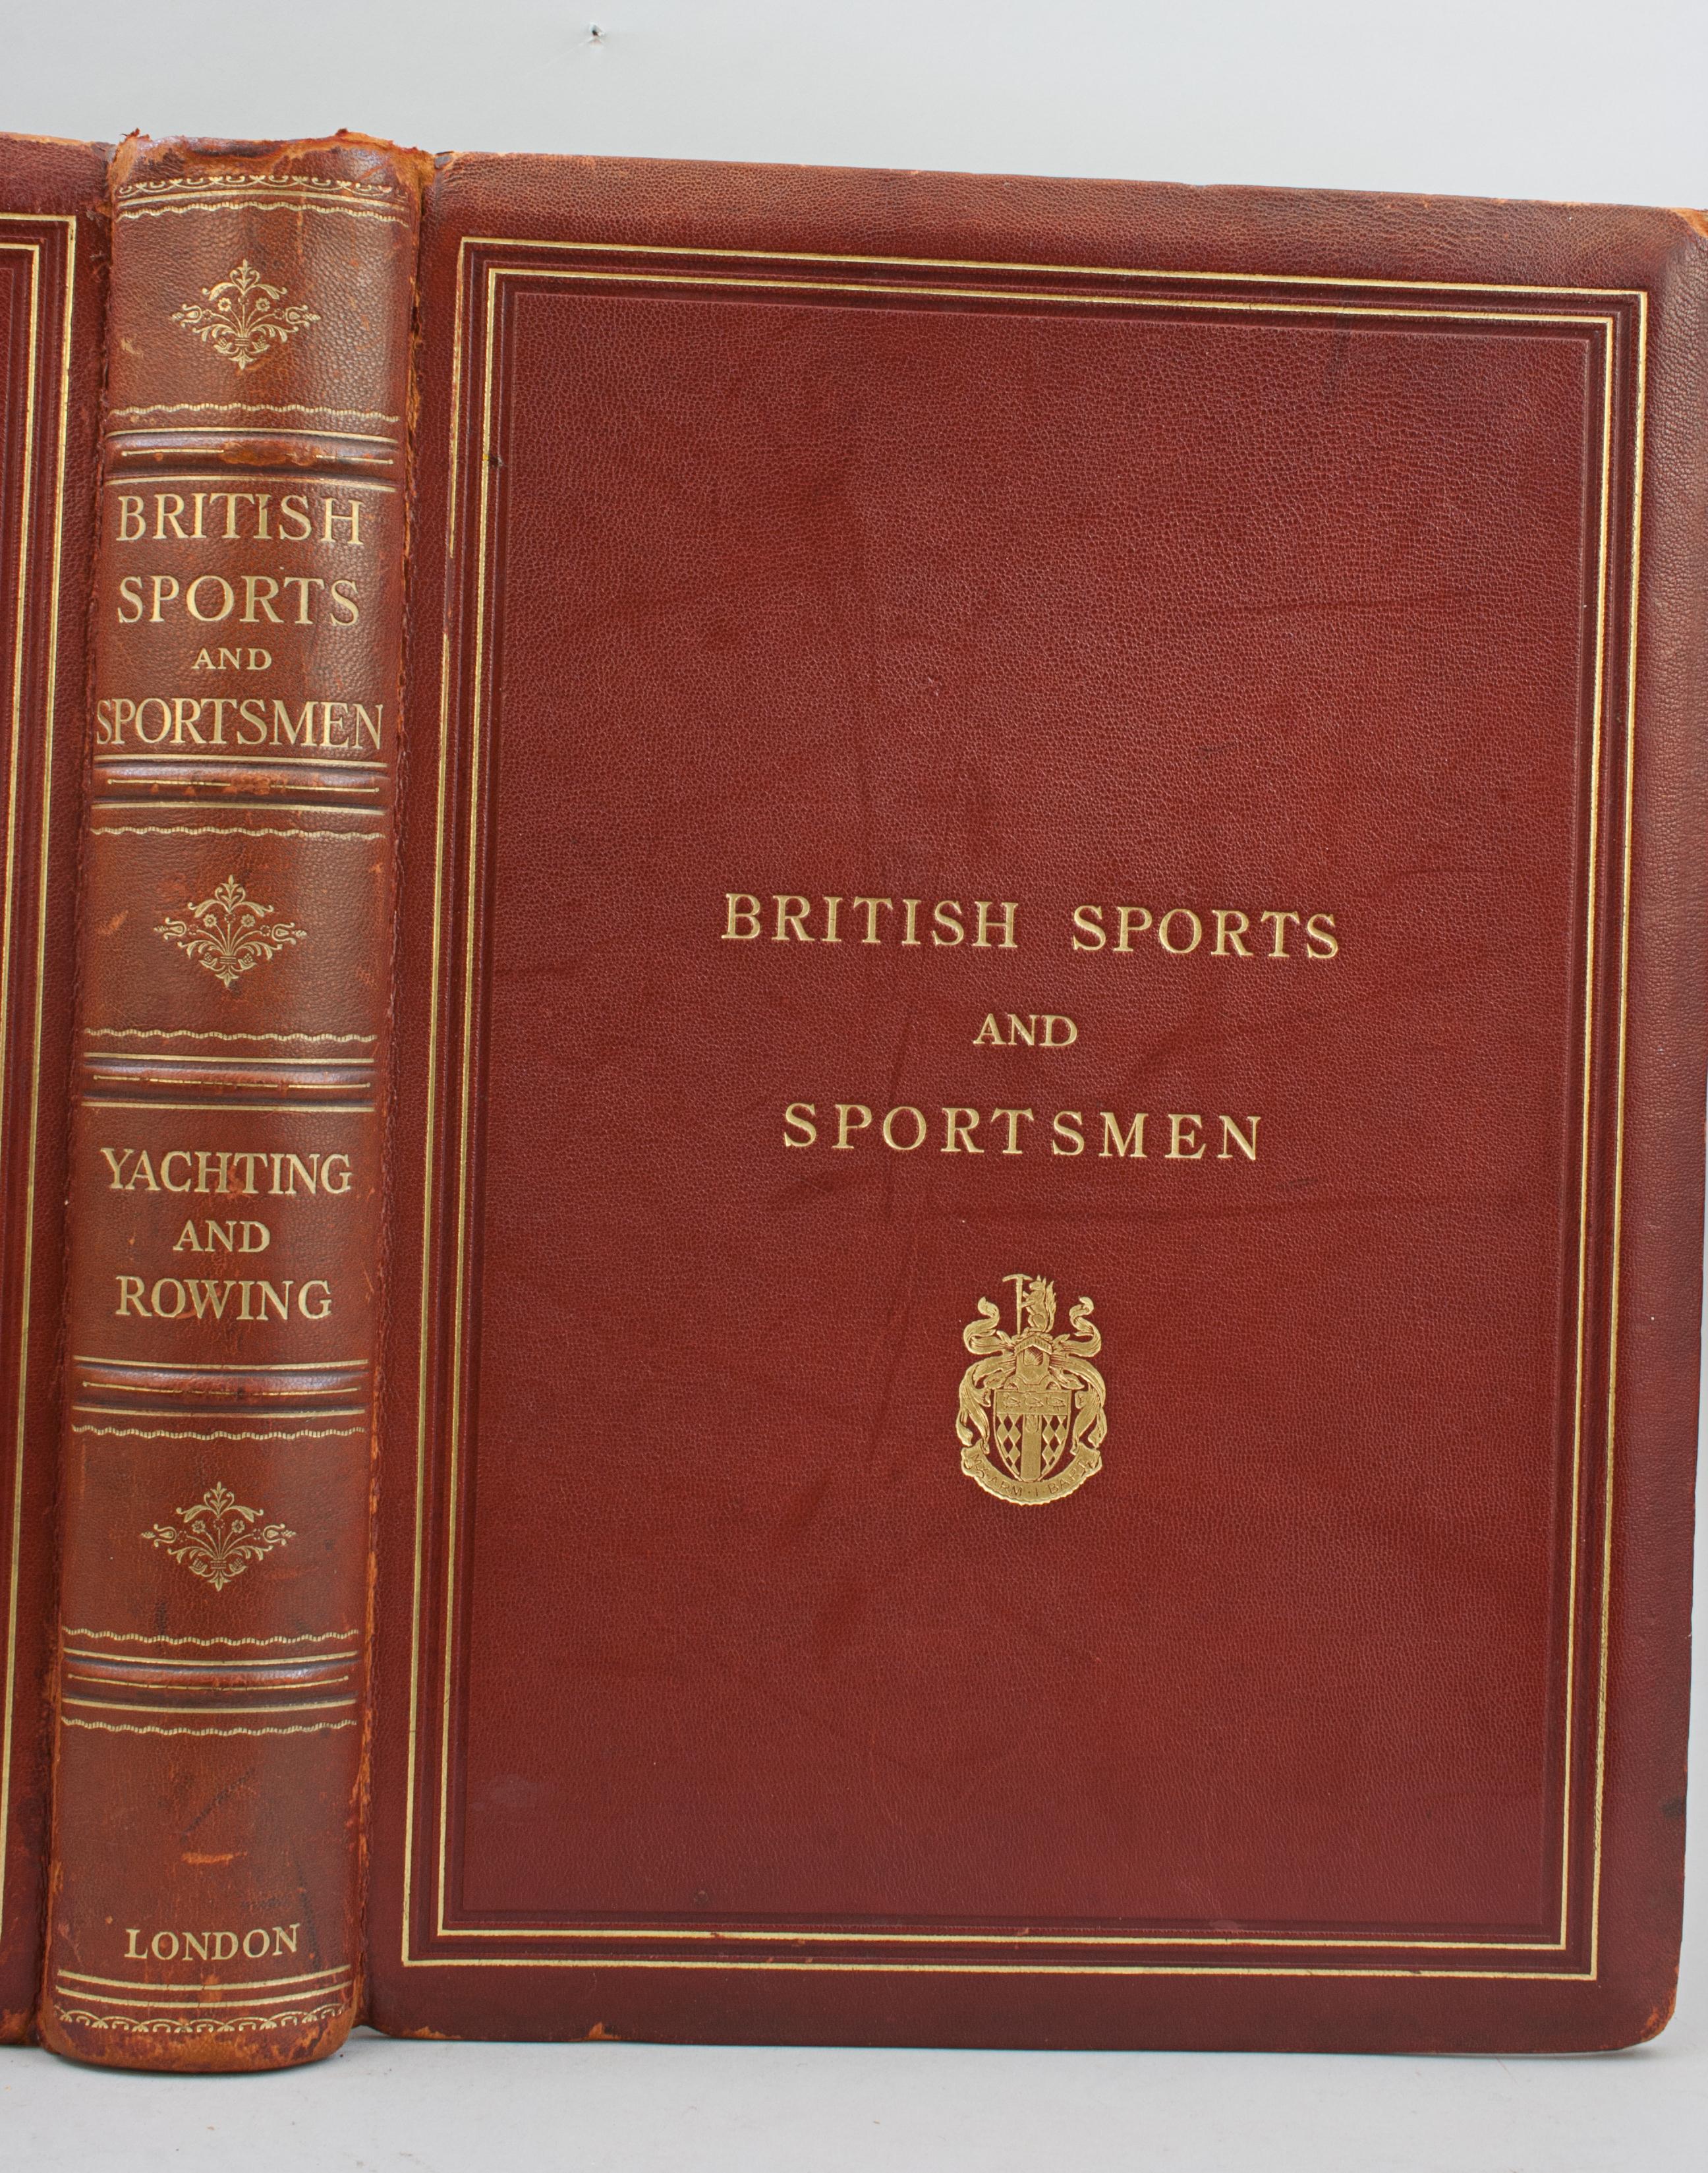 BRITISH
SPORTS
AND
SPORTSMEN
YACHTING
AND
ROWING
LONDON
BRITISH SPORTS
AND
SPORTSMEN